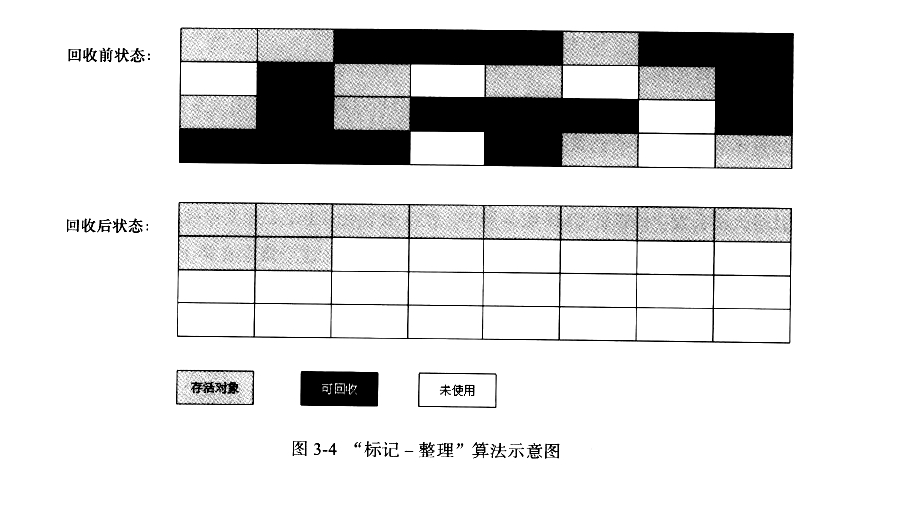 回收前状态：
回收后状态：
存活对象
可回收
未使用
图 3-4 “标记－整理”算法示意图